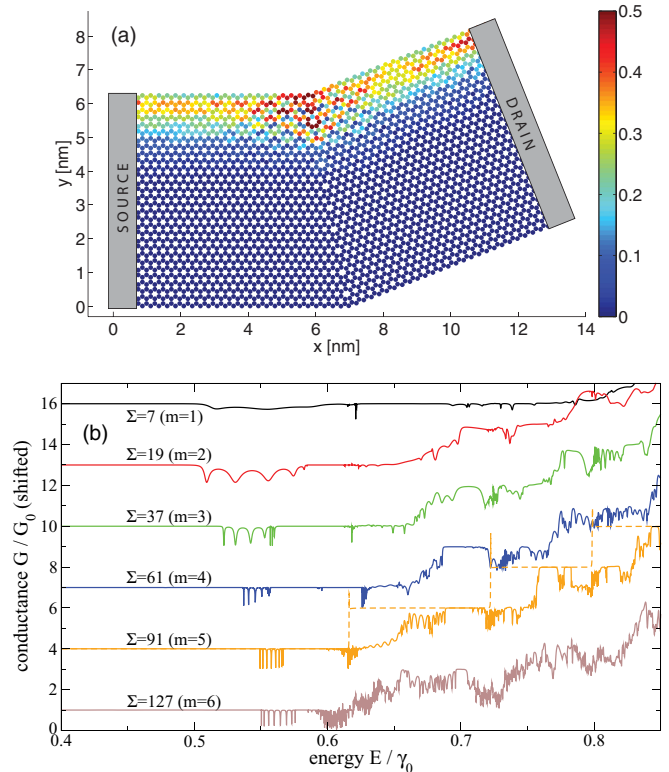 (a)
8
7
6
5
4
3
2
1
0
y [nm]
SOURCE
DRAIN
0 2 4 6 8 10 12 14
x [nm]
0.5
0.4
0.3
0.2
0.1
0
(b)
16
14
12
10
8
6
4
2
0
conductance G / G₀ (shifted)
Σ=7 (m=1)
Σ=19 (m=2)
Σ=37 (m=3)
Σ=61 (m=4)
Σ=91 (m=5)
Σ=127 (m=6)
0.4 0.5 0.6 0.7 0.8
energy E / γ₀